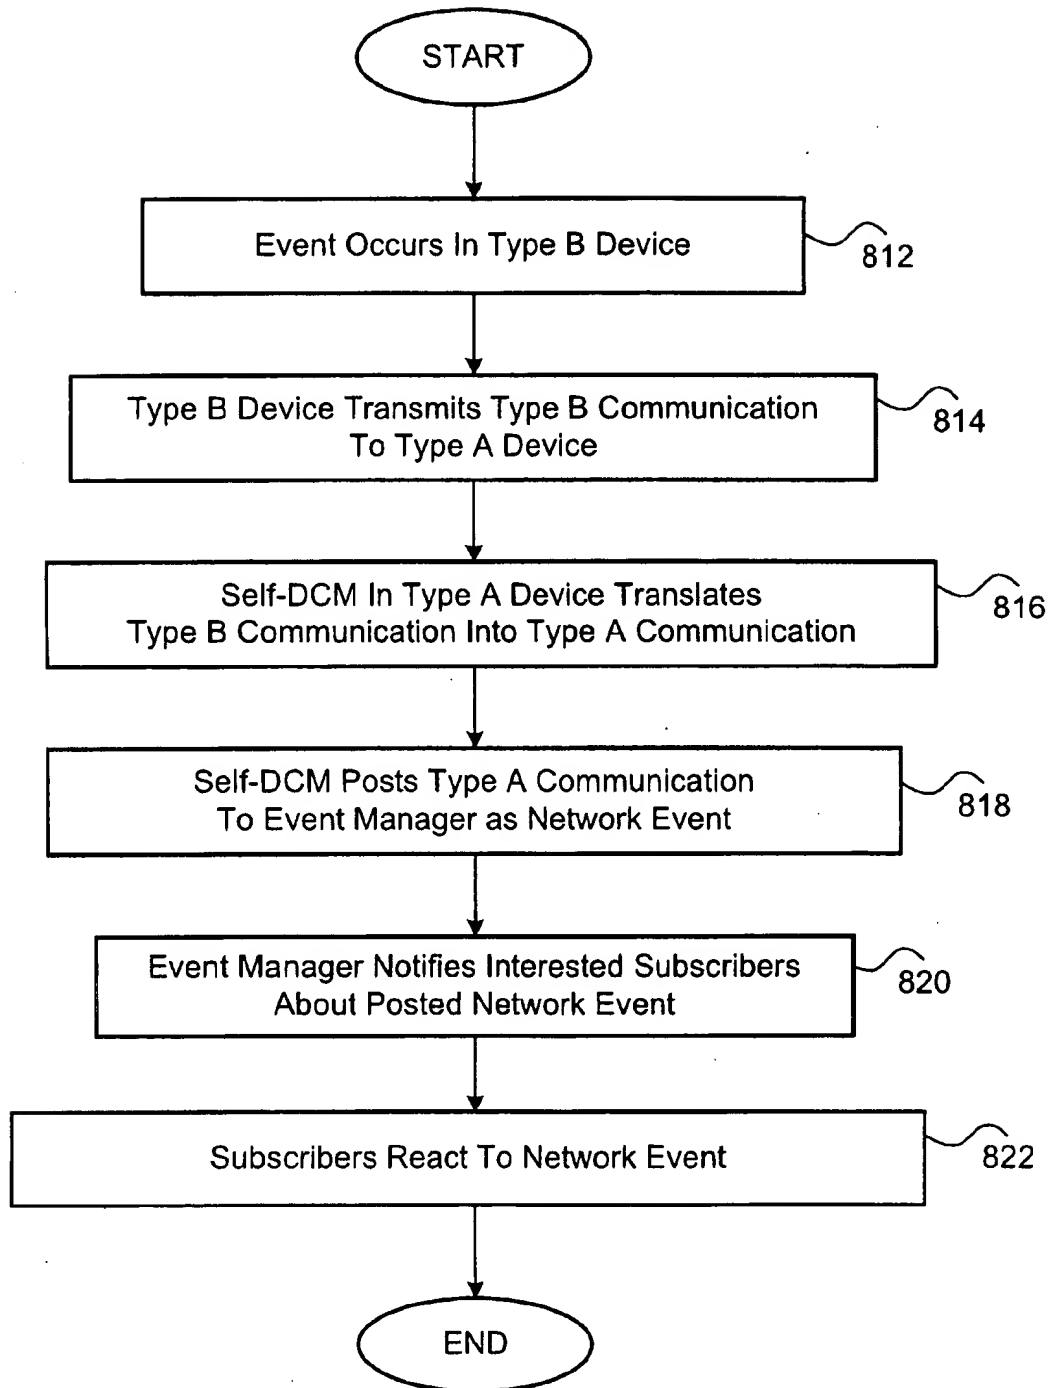 START
Event Occurs In Type B Device
812
Type B Device Transmits Type B Communication
To Type A Device
814
Self-DCM In Type A Device Translates
Type B Communication Into Type A Communication
816
Self-DCM Posts Type A Communication
To Event Manager as Network Event
818
Event Manager Notifies Interested Subscribers
About Posted Network Event
820
Subscribers React To Network Event
822
END